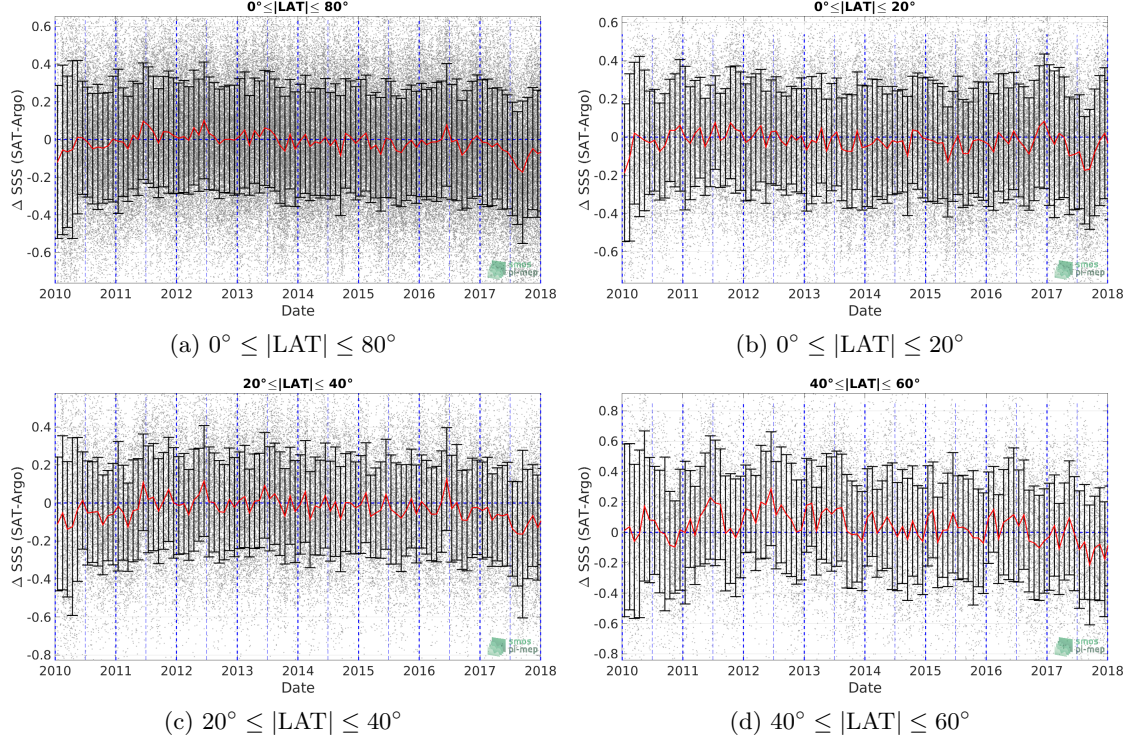 0°≤|LAT|≤ 80°
0.6
0.4
0.2
0
-0.2
-0.4
-0.6
Δ SSS (SAT-Argo)
2010 2011 2012 2013 2014 2015 2016 2017 2018
Date
smos
pi-mep
(a) 0° ≤ |LAT| ≤ 80°
0°≤|LAT|≤ 20°
0.6
0.4
0.2
0
-0.2
-0.4
-0.6
Δ SSS (SAT-Argo)
2010 2011 2012 2013 2014 2015 2016 2017 2018
Date
smos
pi-mep
(b) 0° ≤ |LAT| ≤ 20°
20°≤|LAT|≤ 40°
0.4
0.2
0
-0.2
-0.4
-0.6
-0.8
Δ SSS (SAT-Argo)
2010 2011 2012 2013 2014 2015 2016 2017 2018
Date
smos
pi-mep
(c) 20° ≤ |LAT| ≤ 40°
40°≤|LAT|≤ 60°
0.8
0.6
0.4
0.2
0
-0.2
-0.4
-0.6
-0.8
Δ SSS (SAT-Argo)
2010 2011 2012 2013 2014 2015 2016 2017 2018
Date
smos
pi-mep
(d) 40° ≤ |LAT| ≤ 60°